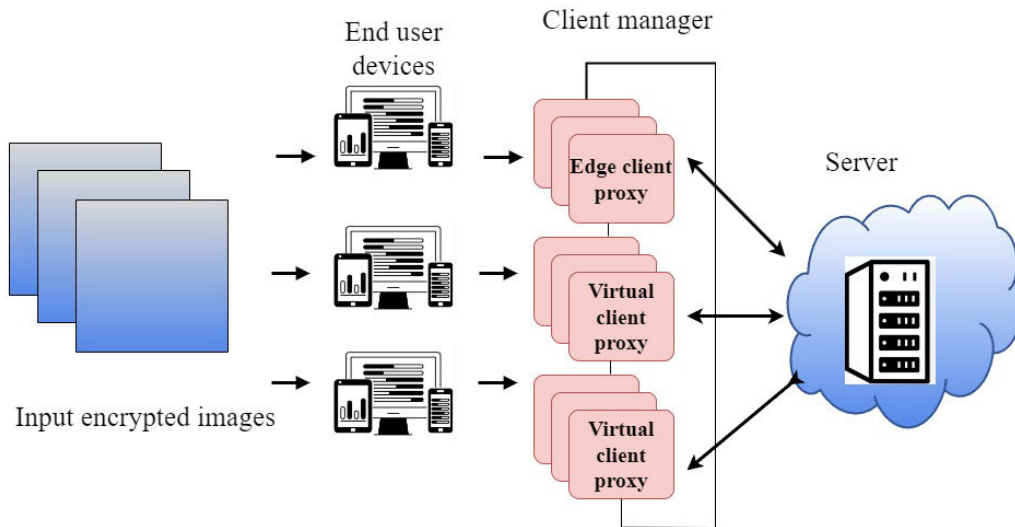 End user
devices
Client manager
Edge client
proxy
Server
Virtual
client
proxy
Input encrypted images
Virtual
client
proxy